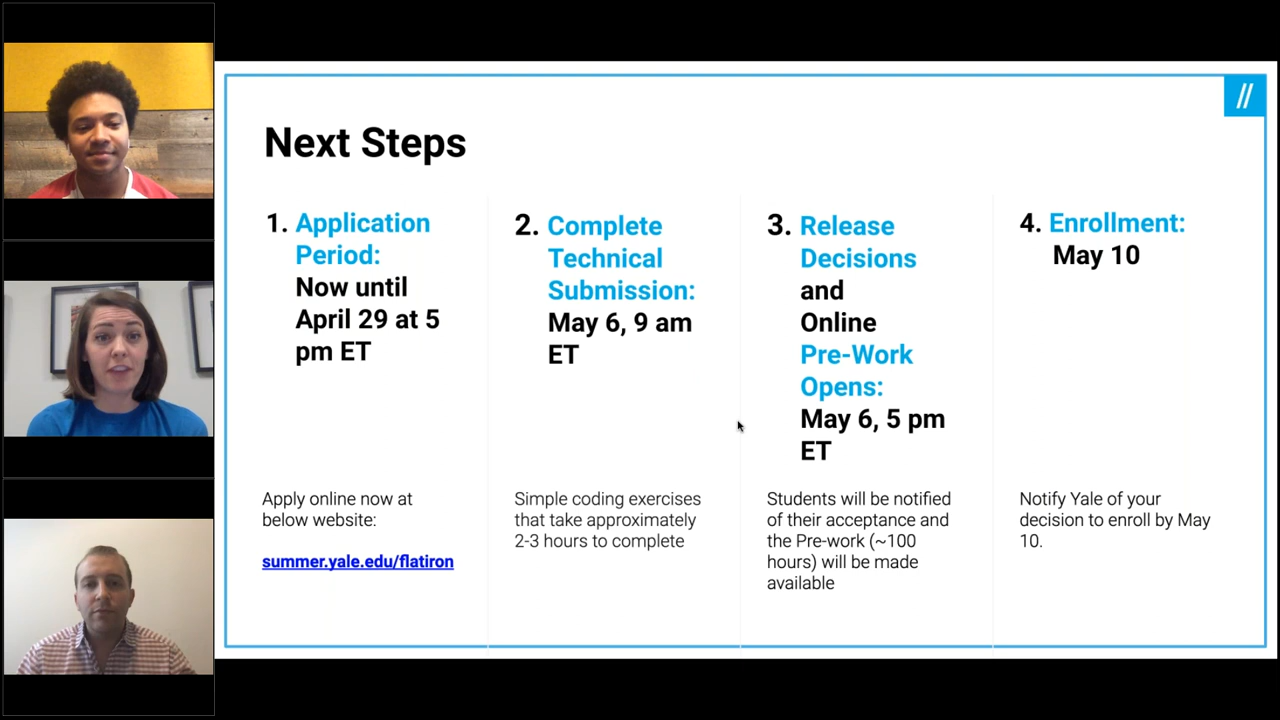 //
Next Steps
1. Application
Period:
Now until
April 29 at 5
pm ET
Apply online now at
below website:
summer.yale.edu/flatiron
2. Complete
Technical
Submission:
May 6, 9 am
ET
Simple coding exercises
that take approximately
2-3 hours to complete
3. Release
Decisions
and
Online
Pre-Work
Opens:
May 6, 5 pm
ET
Students will be notified
of their acceptance and
the Pre-work (~100
hours) will be made
available
4. Enrollment:
May 10
Notify Yale of your
decision to enroll by May
10.